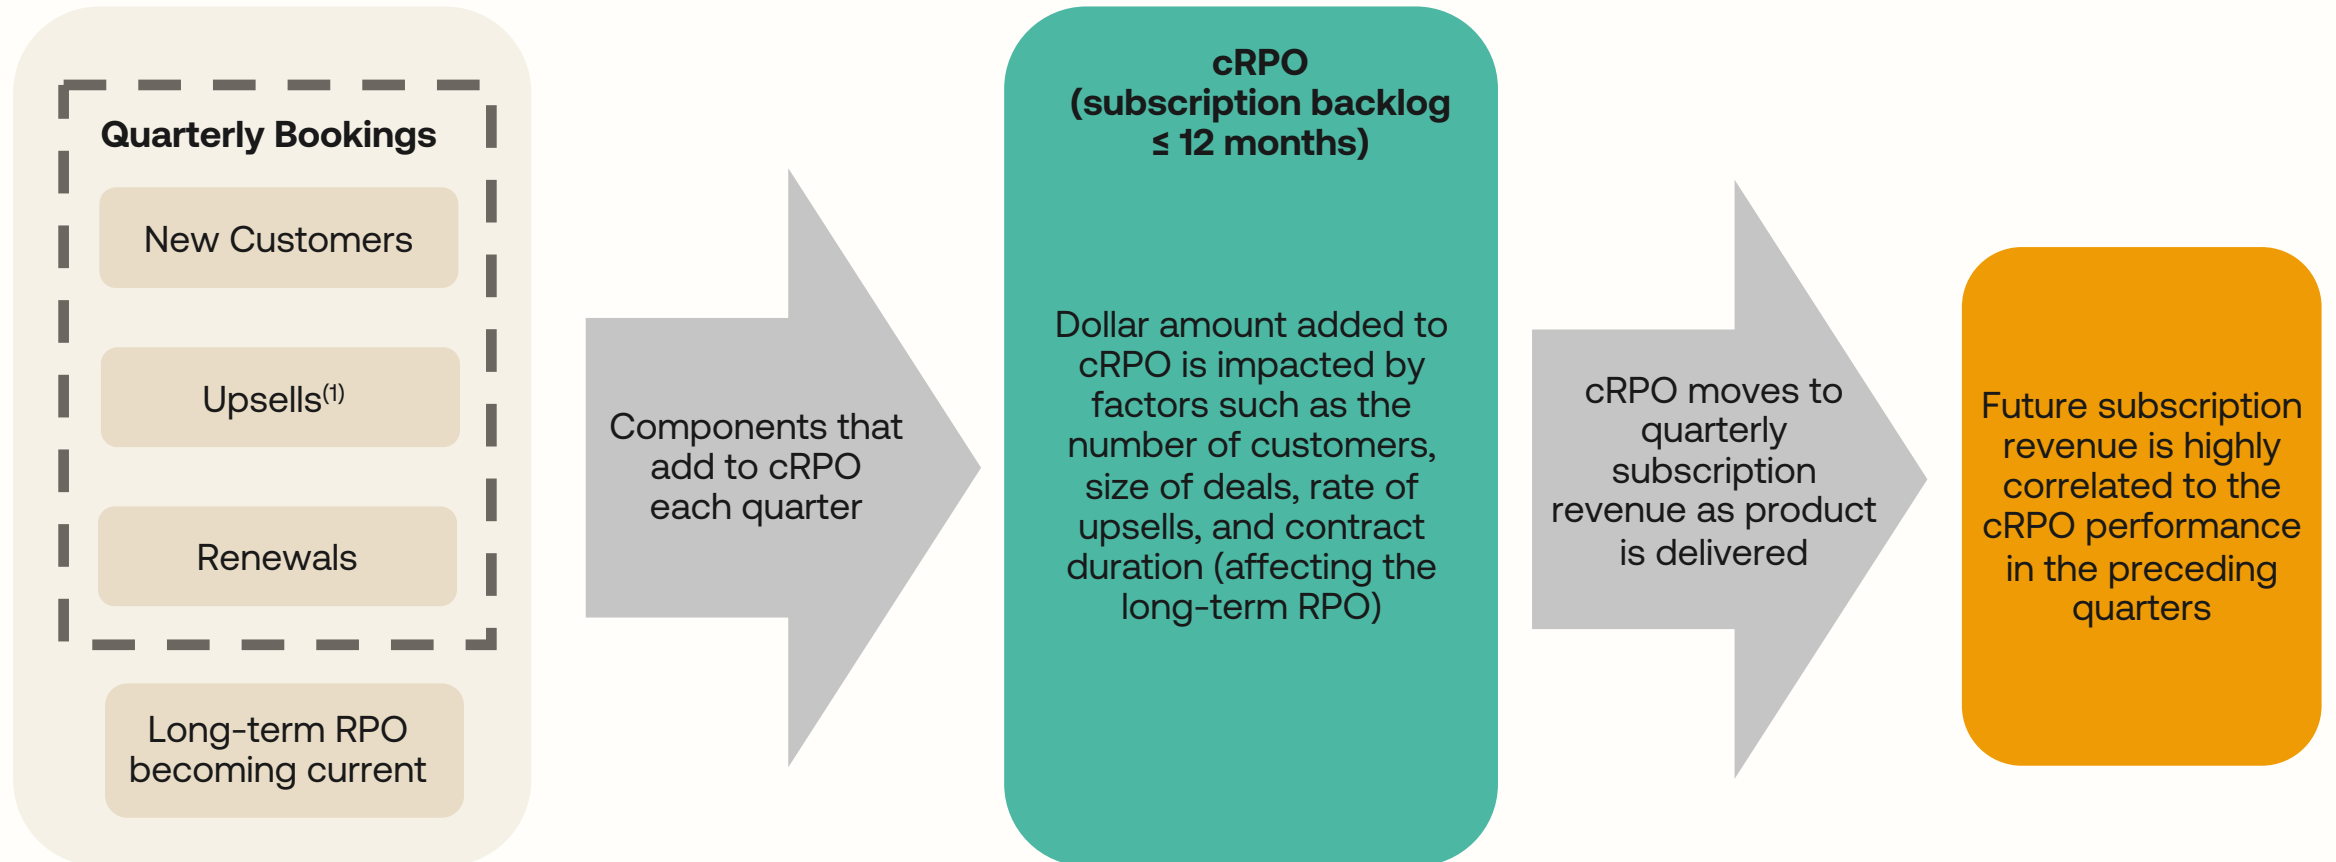 Quarterly Bookings
New Customers
Upsells(1)
Renewals
Long-term RPO
becoming current
Components that
add to cRPO
each quarter
cRPO
(subscription backlog
≤ 12 months)
Dollar amount added to
cRPO is impacted by
factors such as the
number of customers,
size of deals, rate of
upsells, and contract
duration (affecting the
long-term RPO)
cRPO moves to
quarterly
subscription
revenue as product
is delivered
Future subscription
revenue is highly
correlated to the
cRPO performance
in the preceding
quarters